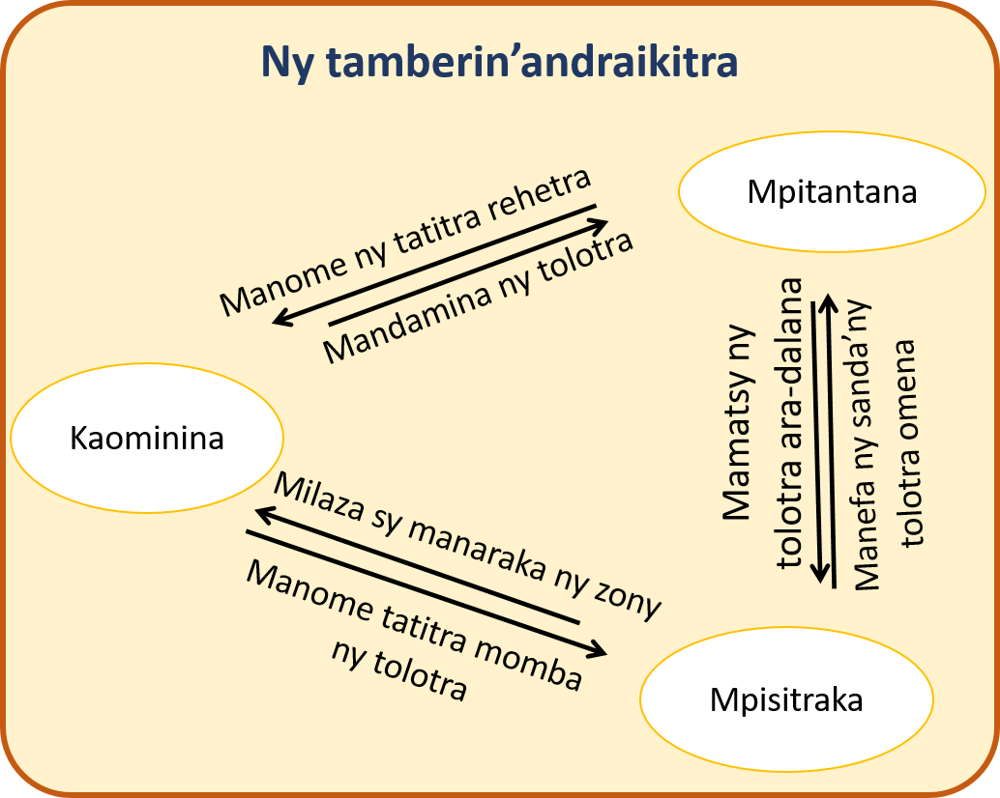 Ny tamberin’andraikitra
Mpitantana
Manome ny tatitra rehetra
Mandamina ny tolotra
Kaominina
Mamatsy ny
tolotra ara-dalana
Manefa ny sanda’ny
tolotra omena
Milaza sy manaraka ny zony
Manome tatitra momba
ny tolotra
Mpisitraka